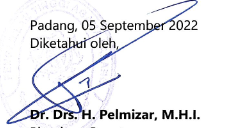 Padang, 05 September 2022
Diketahui oleh,
Dr. Drs. H. Pelmizar, M.H.I.